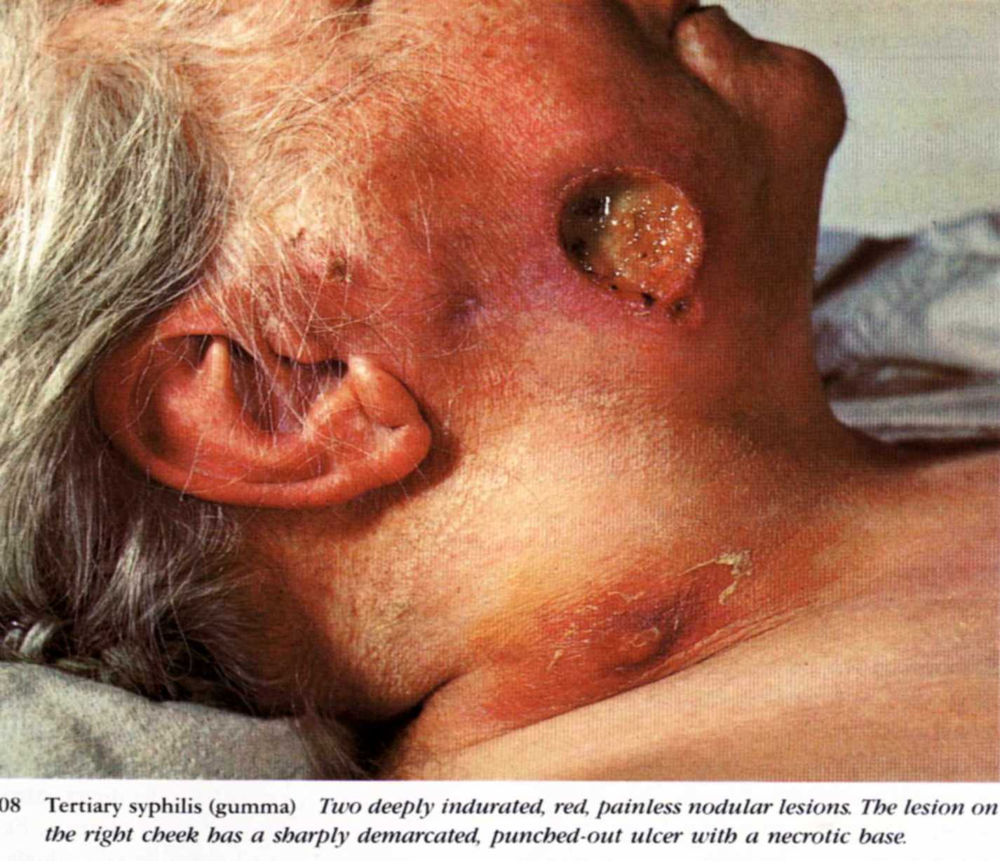 08 Tertiary syphilis (gumma) Two deeply indurated, red, painless nodular lesions. The lesion on
the right cheek has a sharply demarcated, punched-out ulcer with a necrotic base.